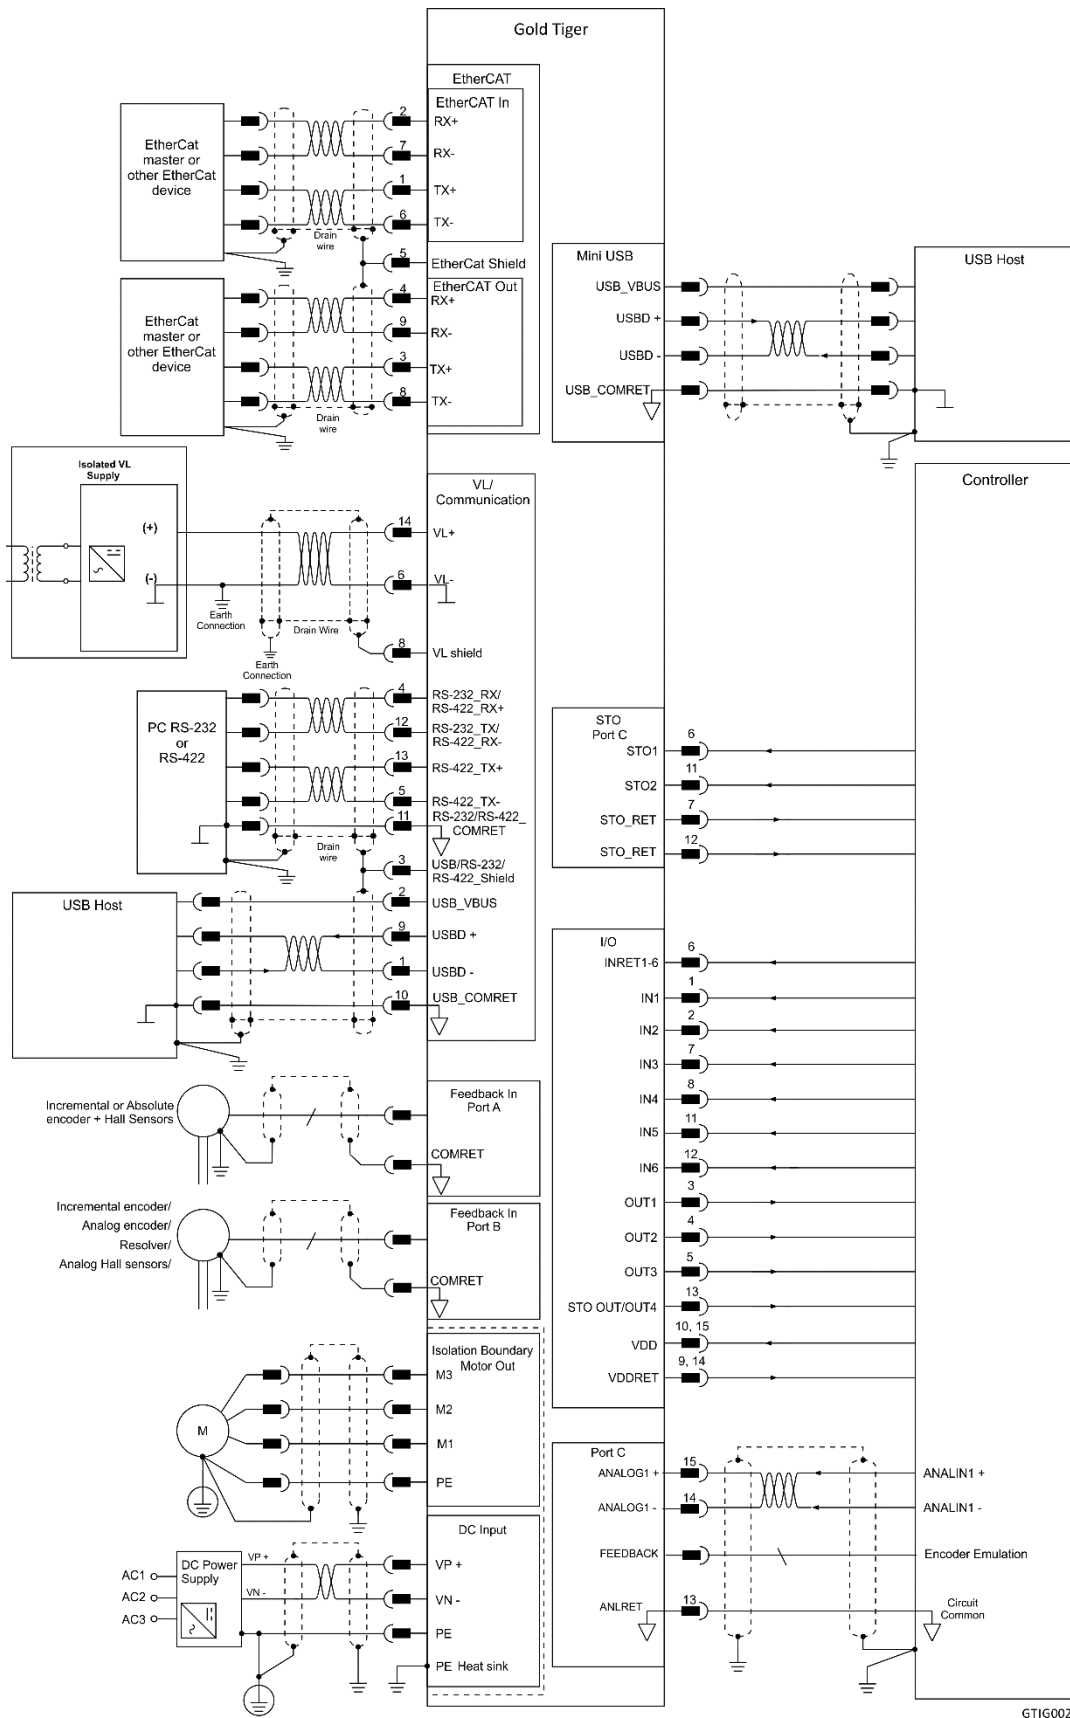 Gold Tiger
EtherCAT
EtherCAT In
EtherCat
master or
other EtherCat
device
2
RX+
7
RX-
1
TX+
6
TX-
Drain
wire
5
EtherCat Shield
EtherCAT Out
EtherCat
master or
other EtherCat
device
4
RX+
9
RX-
3
TX+
8
TX-
Drain
wire
Mini USB
USB Host
USB_VBUS
USBD +
USBD -
USB_COMRET
Isolated VL
Supply
(+)
(-)
VL/
Communication
14
VL+
6
VL-
Earth
Connection
Drain Wire
8
VL shield
Earth
Connection
Controller
PC RS-232
or
RS-422
4
RS-232_RX/
RS-422_RX+
12
RS-232_TX/
RS-422_RX-
13
RS-422_TX+
5
RS-422_TX-
11
RS-232/RS-422_
COMRET
Drain
wire
3
USB/RS-232/
RS-422_Shield
USB Host
2
USB_VBUS
9
USBD +
1
USBD -
10
USB_COMRET
STO
Port C
6
STO1
11
STO2
7
STO_RET
12
STO_RET
I/O
6
INRET1-6
1
IN1
2
IN2
7
IN3
8
IN4
11
IN5
12
IN6
3
OUT1
4
OUT2
5
OUT3
13
STO OUT/OUT4
10, 15
VDD
9, 14
VDDRET
Incremental or Absolute
encoder + Hall Sensors
Feedback In
Port A
COMRET
Incremental encoder/
Analog encoder/
Resolver/
Analog Hall sensors/
Feedback In
Port B
COMRET
Isolation Boundary
Motor Out
M
M3
M2
M1
PE
DC Input
DC Power
Supply
AC1
AC2
AC3
VP +
VN -
VP +
VN -
PE
PE Heat sink
Port C
15
ANALOG1 +
ANALIN1 +
14
ANALOG1 -
ANALIN1 -
FEEDBACK
Encoder Emulation
13
ANLRET
Circuit
Common
GTIG002